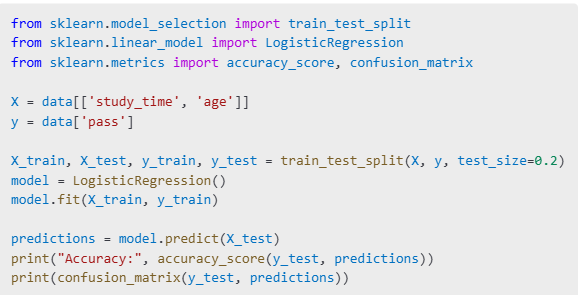 from sklearn.model_selection import train_test_split
from sklearn.linear_model import LogisticRegression
from sklearn.metrics import accuracy_score, confusion_matrix

X = data[['study_time', 'age']]
y = data['pass']

X_train, X_test, y_train, y_test = train_test_split(X, y, test_size=0.2)
model = LogisticRegression()
model.fit(X_train, y_train)

predictions = model.predict(X_test)
print("Accuracy:", accuracy_score(y_test, predictions))
print(confusion_matrix(y_test, predictions))